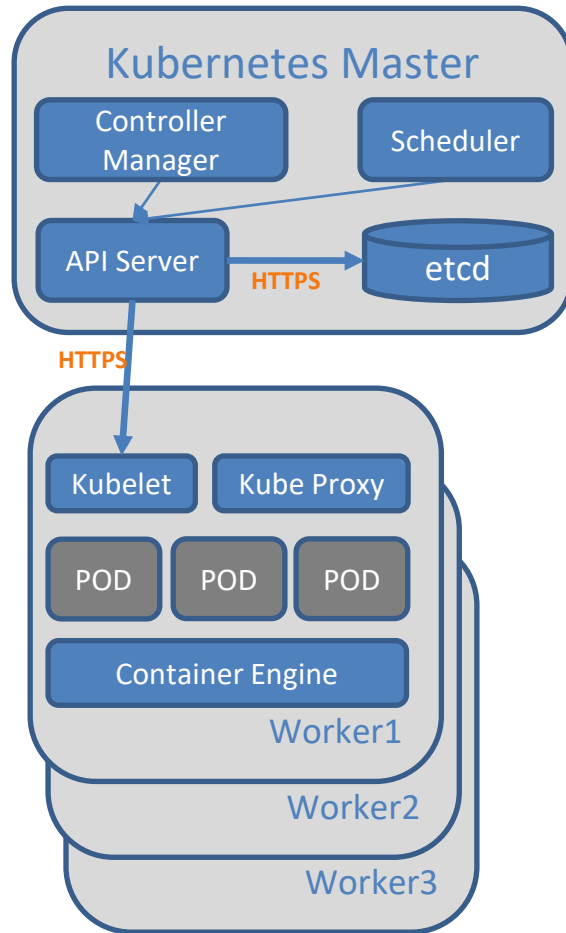 Kubernetes Master
Controller
Manager
Scheduler
API Server
HTTPS
etcd
HTTPS
Kubelet
Kube Proxy
POD
POD
POD
Container Engine
Worker1
Worker2
Worker3